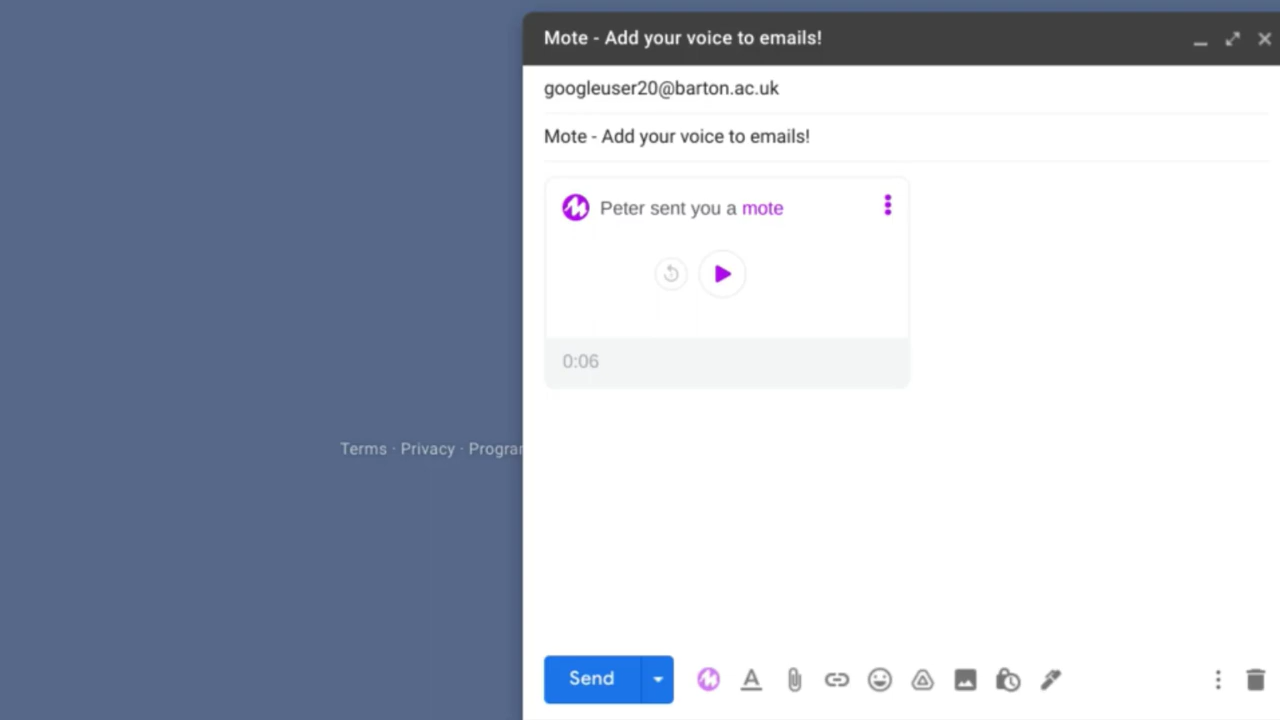 Mote - Add your voice to emails!
googleuser20@barton.ac.uk
Mote - Add your voice to emails!
Peter sent you a mote
0:06
Terms · Privacy ·
Send